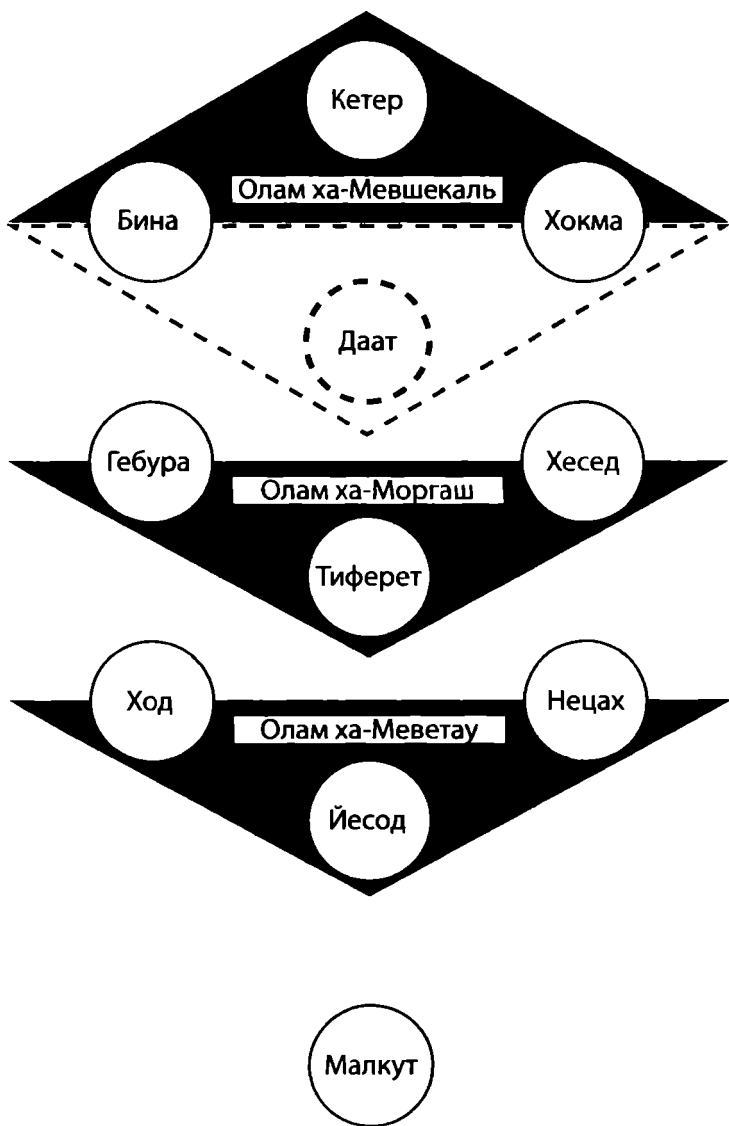 Кетер
Олам ха-Мевшекаль
Бина
Хокма
Даат
Гебура
Хесед
Олам ха-Моргаш
Тиферет
Ход
Нецах
Олам ха-Меветау
Йесод
Малкут